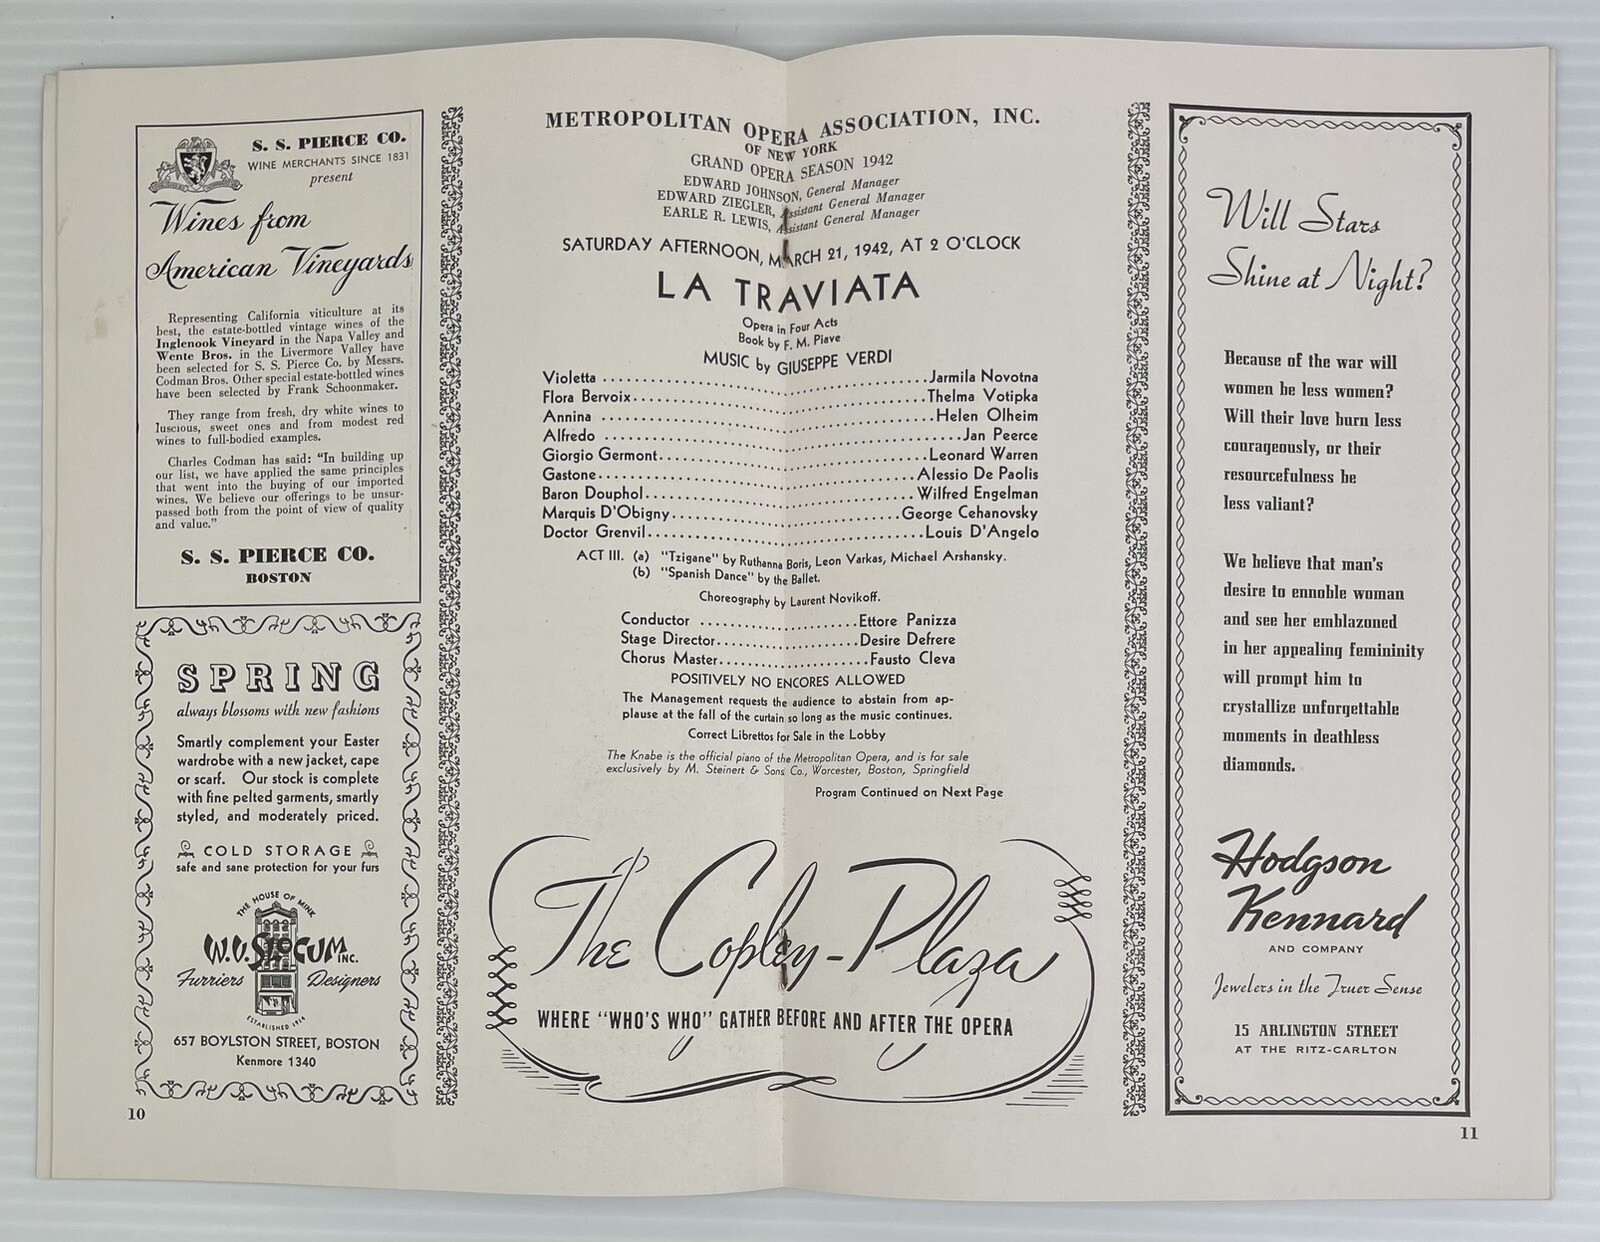 S. S. PIERCE CO.
WINE MERCHANTS SINCE 1831
present
Wines from
American Vineyards
Representing California viticulture at its
best, the estate-bottled vintage wines of the
Inglenook Vineyard in the Napa Valley and
Wente Bros. in the Livermore Valley have
been selected for S. S. Pierce Co. by Messrs.
Codman Bros. Other special estate-bottled wines
have been selected by Frank Schoonmaker.
They range from fresh, dry white wines to
luscious, sweet ones and from modest red
wines to full-bodied examples.
Charles Codman has said: "In building up
our list, we have applied the same principles
that went into the buying of our imported
wines. We believe our offerings to be unsur-
passed both from the point of view of quality
and value."
S. S. PIERCE CO.
BOSTON
SPRING
always blossoms with new fashions
Smartly complement your Easter
wardrobe with a new jacket, cape
or scarf. Our stock is complete
with fine pelted garments, smartly
styled, and moderately priced.
COLD STORAGE
safe and sane protection for your furs
THE HOUSE OF MINK
W.V. SLOCUM INC.
Furriers Designers
ESTABLISHED 1914
657 BOYLSTON STREET, BOSTON
Kenmore 1340
10
METROPOLITAN OPERA ASSOCIATION, INC.
OF NEW YORK
GRAND OPERA SEASON 1942
EDWARD JOHNSON, General Manager
EDWARD ZIEGLER, Assistant General Manager
EARLE R. LEWIS, Assistant General Manager
SATURDAY AFTERNOON, MARCH 21, 1942, AT 2 O'CLOCK
LA TRAVIATA
Opera in Four Acts
Book by F. M. Piave
MUSIC by GIUSEPPE VERDI
Violetta ........................................Jarmila Novotna
Flora Bervoix........................................Thelma Votipka
Annina ........................................Helen Olheim
Alfredo ........................................Jan Peerce
Giorgio Germont........................................Leonard Warren
Gastone........................................Alessio De Paolis
Baron Douphol........................................Wilfred Engelman
Marquis D'Obigny........................................George Cehanovsky
Doctor Grenvil........................................Louis D'Angelo
ACT III. (a) "Tzigane" by Ruthanna Boris, Leon Varkas, Michael Arshansky.
(b) "Spanish Dance" by the Ballet.
Choreography by Laurent Novikoff.
Conductor ........................Ettore Panizza
Stage Director........................Desire Defrere
Chorus Master........................Fausto Cleva
POSITIVELY NO ENCORES ALLOWED
The Management requests the audience to abstain from ap-
plause at the fall of the curtain so long as the music continues.
Correct Librettos for Sale in the Lobby
The Knabe is the official piano of the Metropolitan Opera, and is for sale
exclusively by M. Steinert & Sons Co., Worcester, Boston, Springfield
Program Continued on Next Page
The Copley-Plaza
WHERE "WHO'S WHO" GATHER BEFORE AND AFTER THE OPERA
Will Stars
Shine at Night?
Because of the war will
women be less women?
Will their love burn less
courageously, or their
resourcefulness be
less valiant?
We believe that man's
desire to ennoble woman
and see her emblazoned
in her appealing femininity
will prompt him to
crystallize unforgettable
moments in deathless
diamonds.
Hodgson
Kennard
AND COMPANY
Jewelers in the Truer Sense
15 ARLINGTON STREET
AT THE RITZ-CARLTON
11